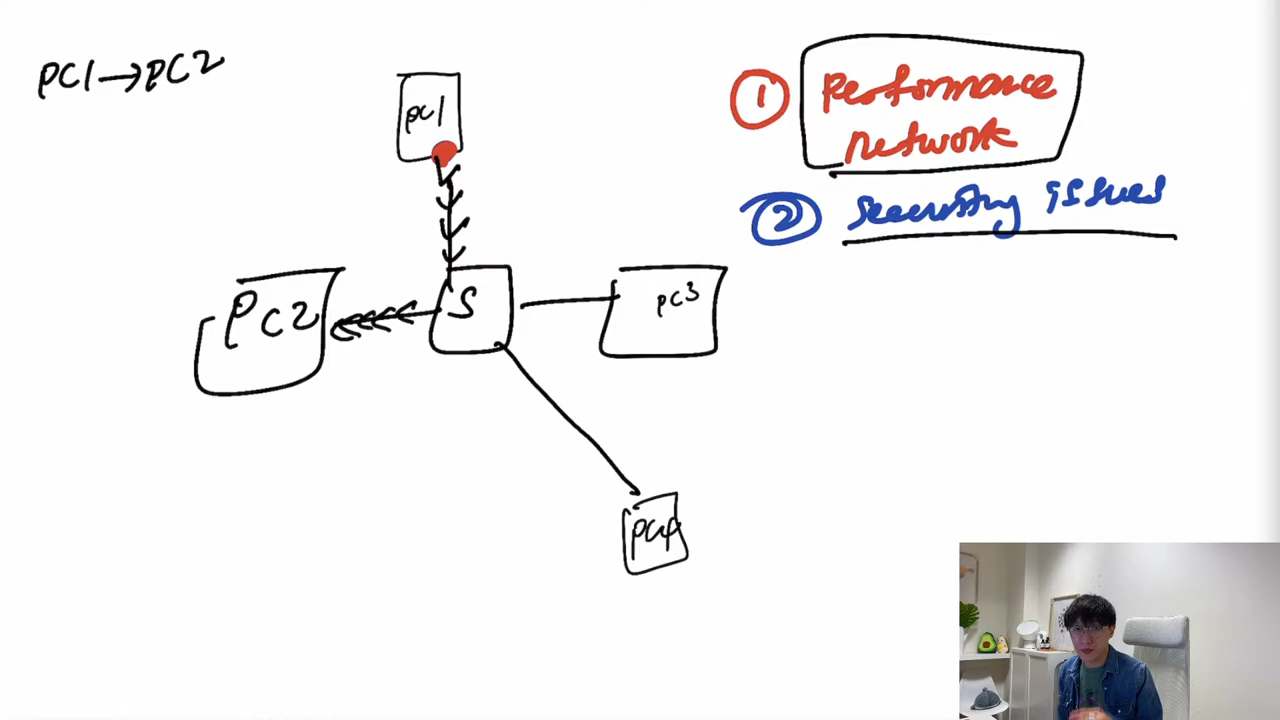 PC1→PC2
PC1
① Performance
network
② security issues
PC2
S
PC3
PC4